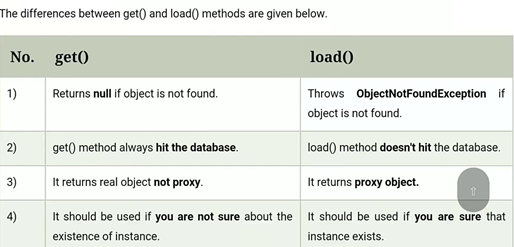 The differences between get() and load() methods are given below.
No. get() load()
1) Returns null if object is not found. Throws ObjectNotFoundException if
object is not found.
2) get() method always hit the database. load() method doesn't hit the database.
3) It returns real object not proxy. It returns proxy object.
4) It should be used if you are not sure about the It should be used if you are sure that
existence of instance. instance exists.